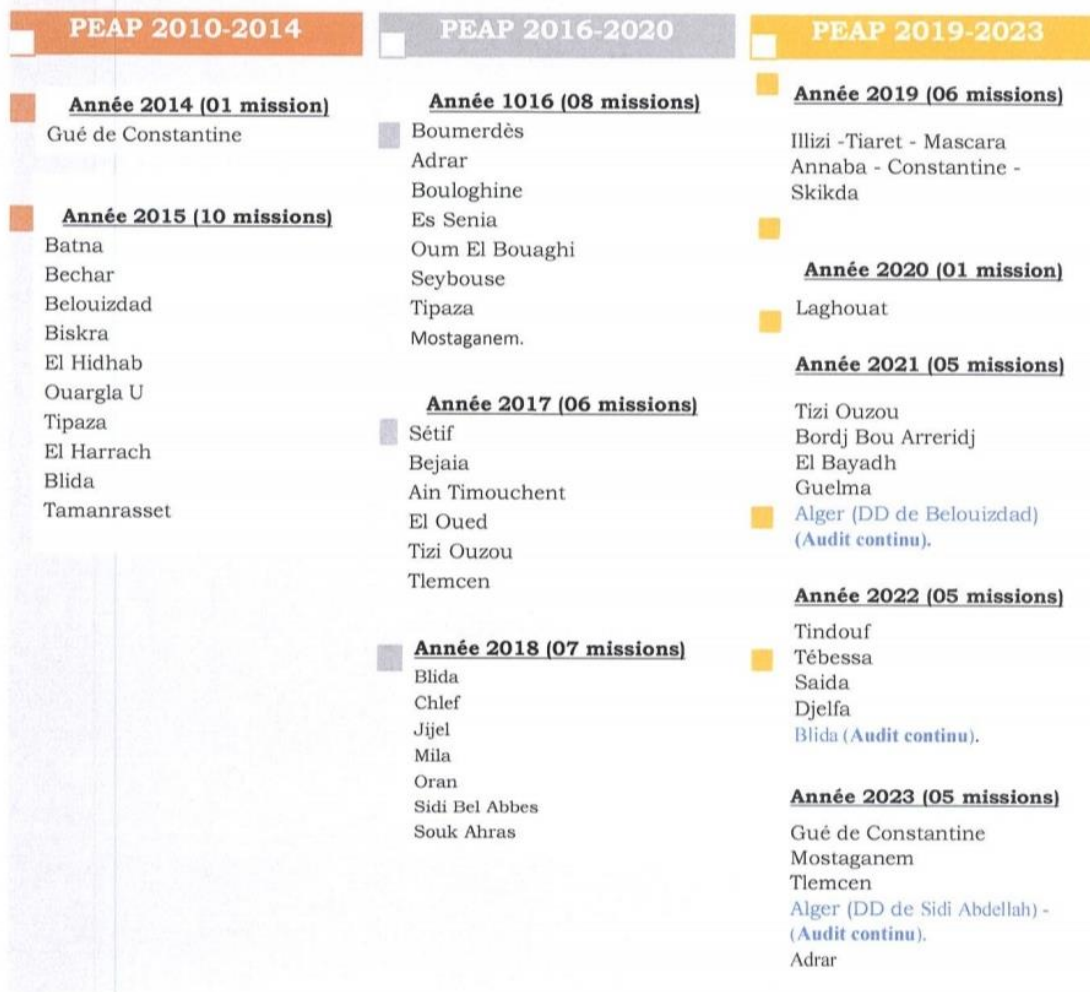 PEAP 2010-2014
Année 2014 (01 mission)
Gué de Constantine
Année 2015 (10 missions)
Batna
Bechar
Belouizdad
Biskra
El Hidhab
Ouargla U
Tipaza
El Harrach
Blida
Tamanrasset
PEAP 2016-2020
Année 1016 (08 missions)
Boumerdès
Adrar
Bouloghine
Es Senia
Oum El Bouaghi
Seybouse
Tipaza
Mostaganem.
Année 2017 (06 missions)
Sétif
Bejaia
Ain Timouchent
El Oued
Tizi Ouzou
Tlemcen
Année 2018 (07 missions)
Blida
Chlef
Jijel
Mila
Oran
Sidi Bel Abbes
Souk Ahras
PEAP 2019-2023
Année 2019 (06 missions)
Illizi -Tiaret - Mascara
Annaba - Constantine -
Skikda
Année 2020 (01 mission)
Laghouat
Année 2021 (05 missions)
Tizi Ouzou
Bordj Bou Arreridj
El Bayadh
Guelma
Alger (DD de Belouizdad)
(Audit continu).
Année 2022 (05 missions)
Tindouf
Tébessa
Saida
Djelfa
Blida (Audit continu).
Année 2023 (05 missions)
Gué de Constantine
Mostaganem
Tlemcen
Alger (DD de Sidi Abdellah) -
(Audit continu).
Adrar